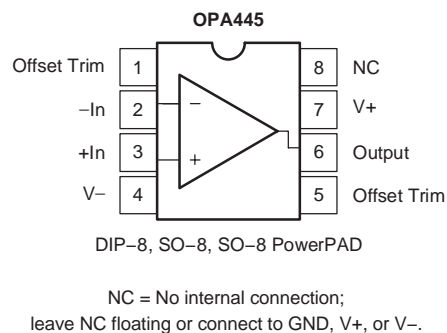 OPA445
Offset Trim 1 8 NC
−In 2 − 7 V+
+In 3 + 6 Output
V− 4 5 Offset Trim
DIP−8, SO−8, SO−8 PowerPAD
NC = No internal connection;
leave NC floating or connect to GND, V+, or V−.